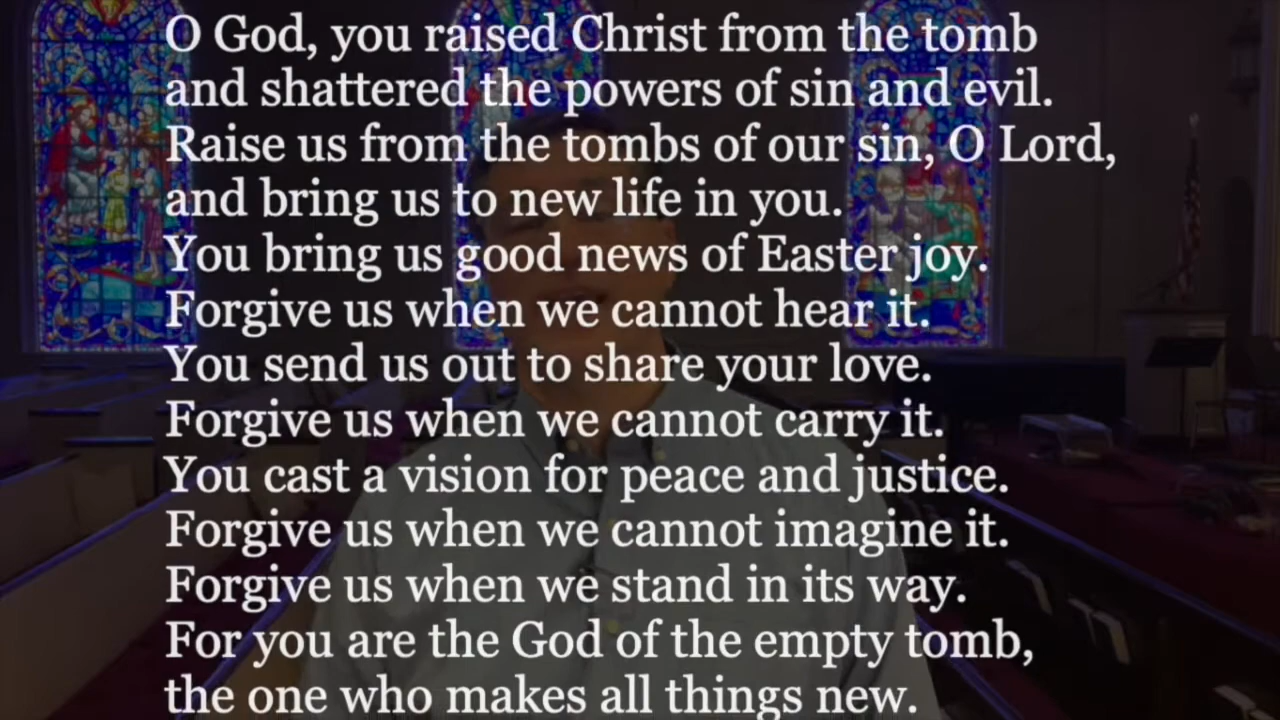 O God, you raised Christ from the tomb
and shattered the powers of sin and evil.
Raise us from the tombs of our sin, O Lord,
and bring us to new life in you.
You bring us good news of Easter joy.
Forgive us when we cannot hear it.
You send us out to share your love.
Forgive us when we cannot carry it.
You cast a vision for peace and justice.
Forgive us when we cannot imagine it.
Forgive us when we stand in its way.
For you are the God of the empty tomb,
the one who makes all things new.